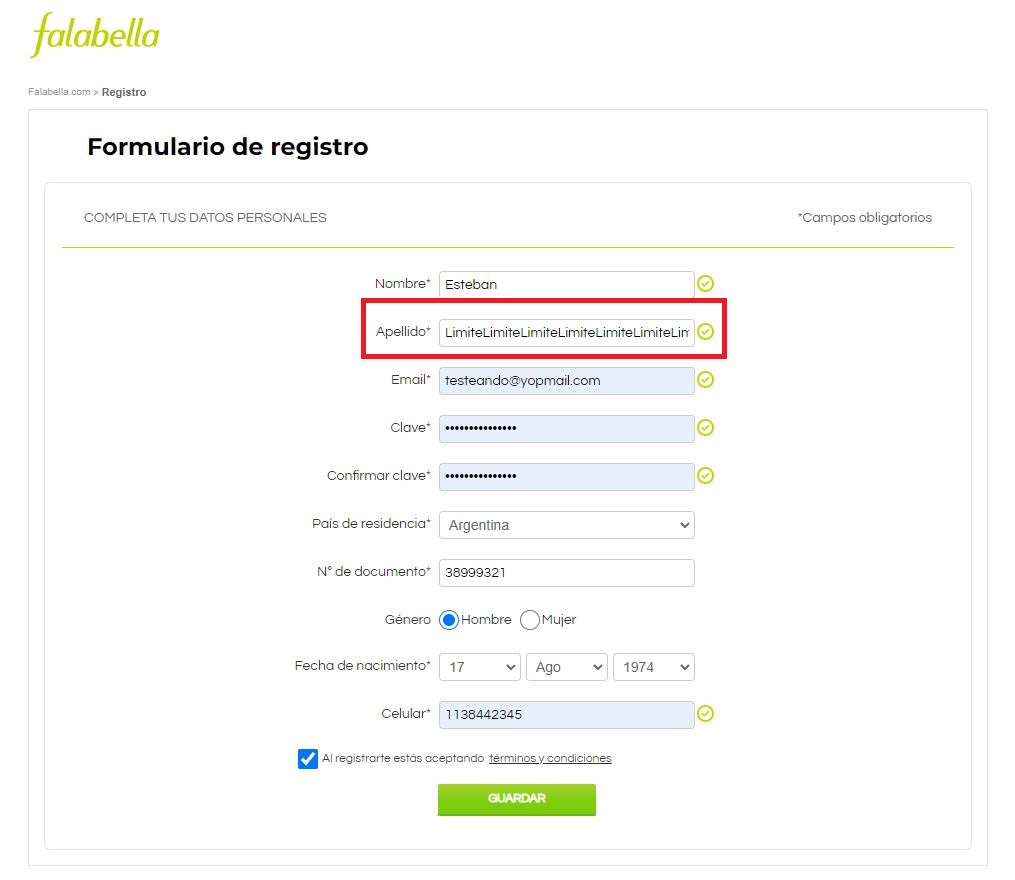 falabella
Falabella.com > Registro
Formulario de registro
COMPLETA TUS DATOS PERSONALES *Campos obligatorios
Nombre* Esteban
Apellido* LimiteLimiteLimiteLimiteLimiteLimiteLim
Email* testeando@yopmail.com
Clave* •••••••••••••••
Confirmar clave* •••••••••••••••
País de residencia* Argentina
N° de documento* 38999321
Género Hombre Mujer
Fecha de nacimiento* 17 Ago 1974
Celular* 1138442345
Al registrarte estás aceptando términos y condiciones
GUARDAR